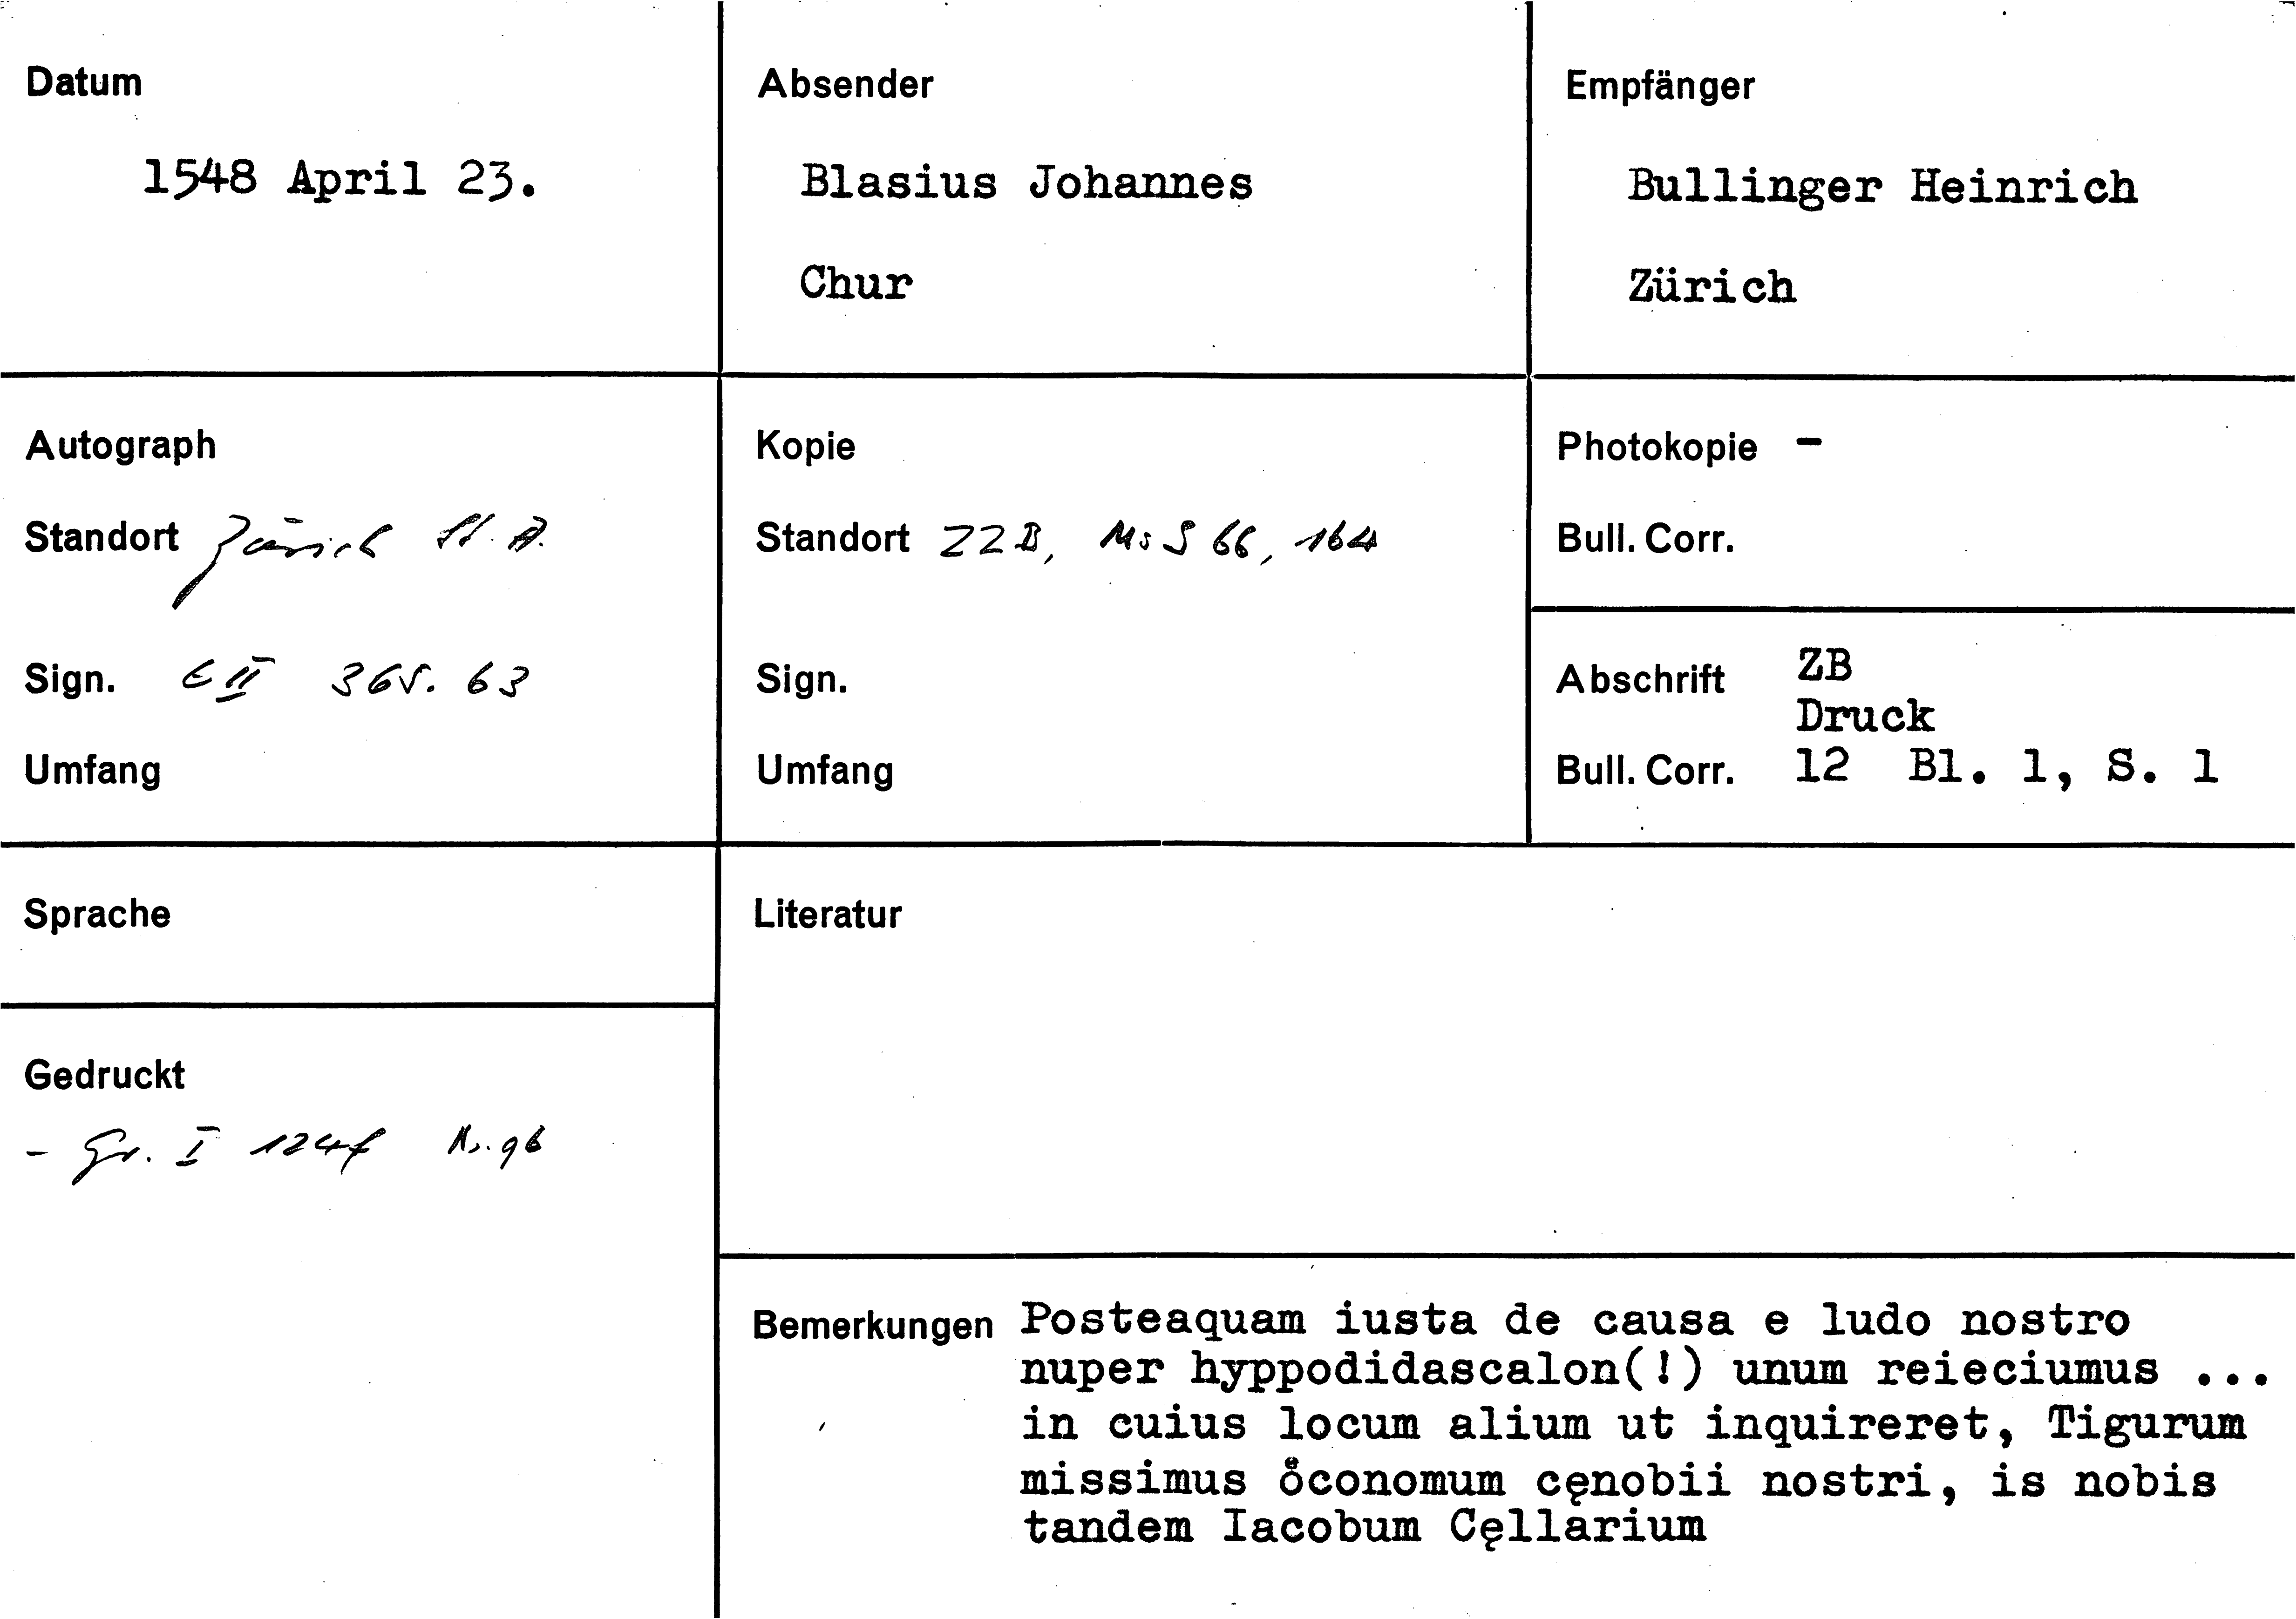 Datum
1548 April 23.
Absender
Blasius Johannes
Chur
Empfänger
Bullinger Heinrich
Zürich
Autograph
Standort Zürich St. A.
Sign. E II 365. 63
Umfang
Kopie
Standort ZZB, Ms S 66, 164
Sign.
Umfang
Photokopie -
Bull. Corr.
Abschrift ZB
Druck
Bull. Corr. 12 Bl. 1, S. 1
Sprache
Gedruckt
- Gr. I 124f Nr. 96
Literatur
Bemerkungen Posteaquam iusta de causa e ludo nostro
nuper hyppodidascalon(!) unum reieciumus ...
in cuius locum alium ut inquireret, Tigurum
missimus oͤconomum cęnobii nostri, is nobis
tandem Iacobum Cęllarium